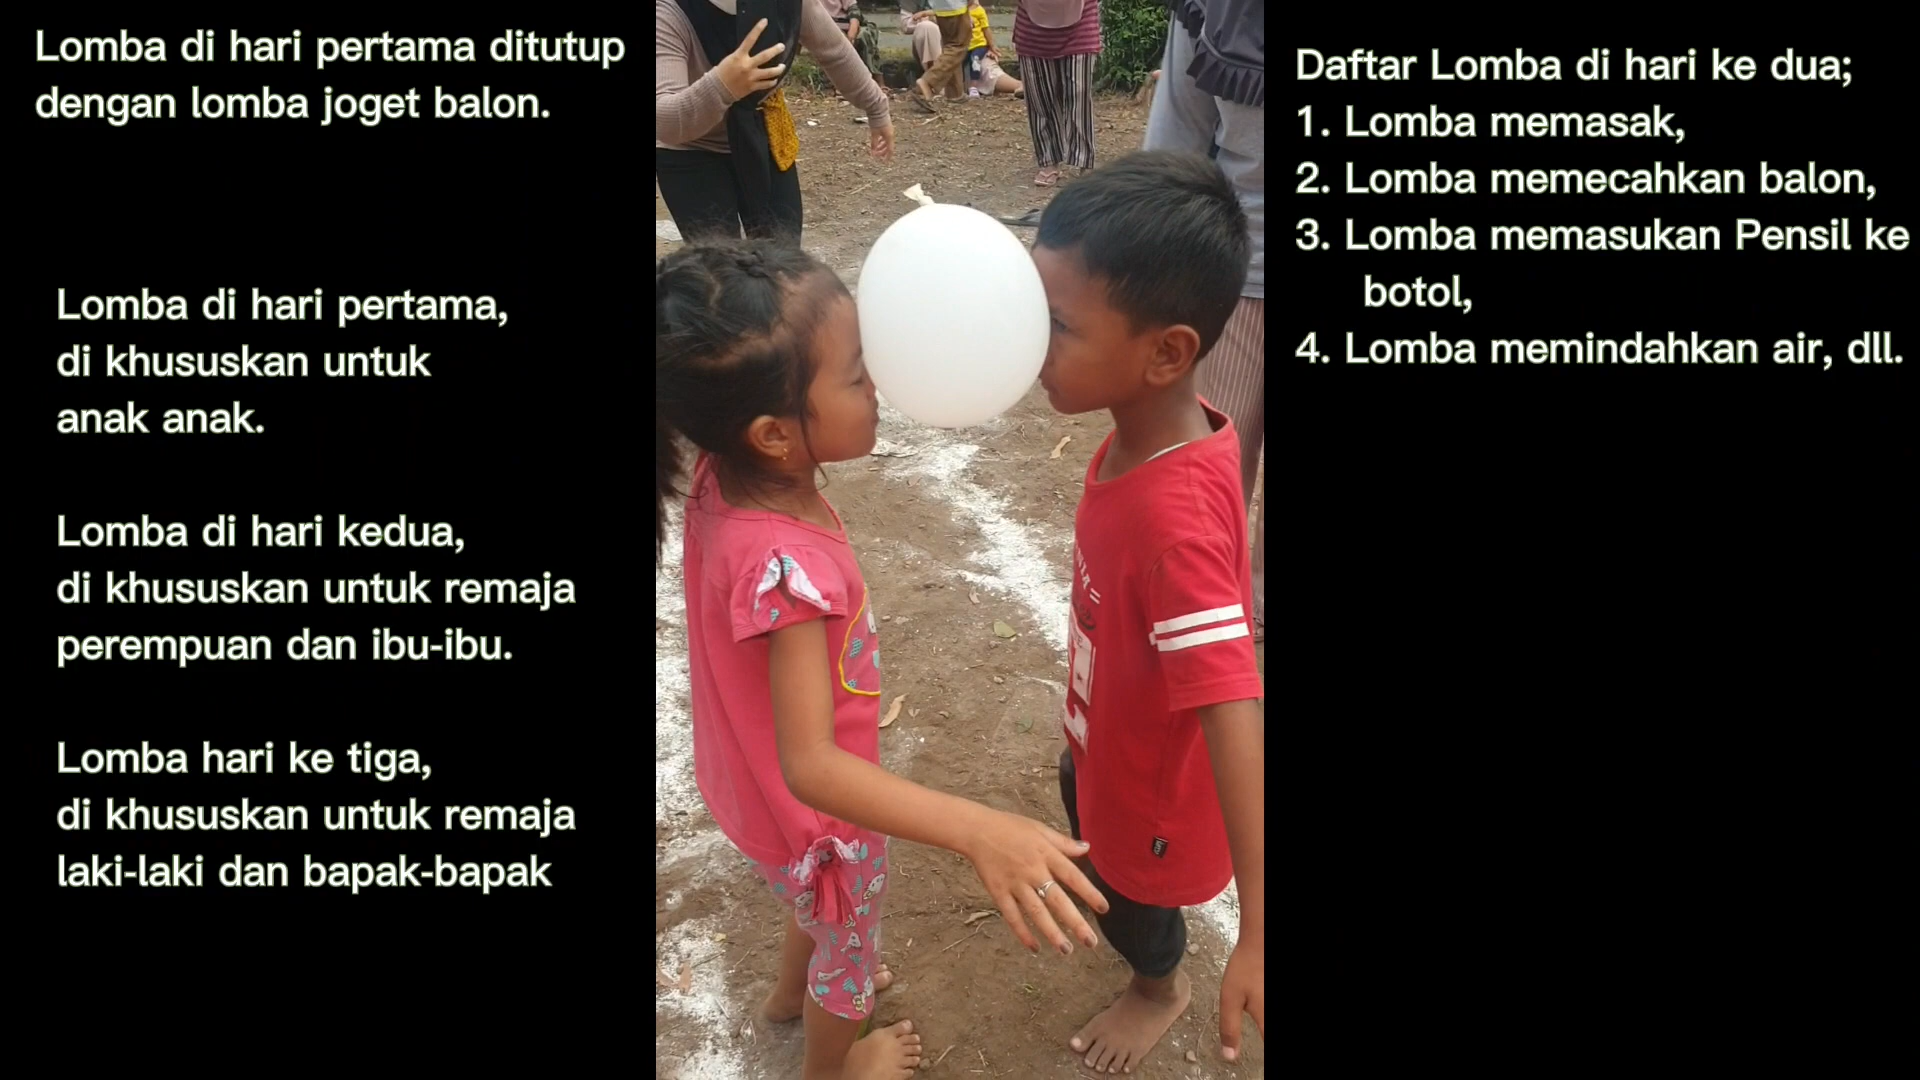 Lomba di hari pertama ditutup
dengan lomba joget balon.
Lomba di hari pertama,
di khususkan untuk
anak anak.
Lomba di hari kedua,
di khususkan untuk remaja
perempuan dan ibu-ibu.
Lomba hari ke tiga,
di khususkan untuk remaja
laki-laki dan bapak-bapak
Daftar Lomba di hari ke dua;
1. Lomba memasak,
2. Lomba memecahkan balon,
3. Lomba memasukan Pensil ke
botol,
4. Lomba memindahkan air, dll.